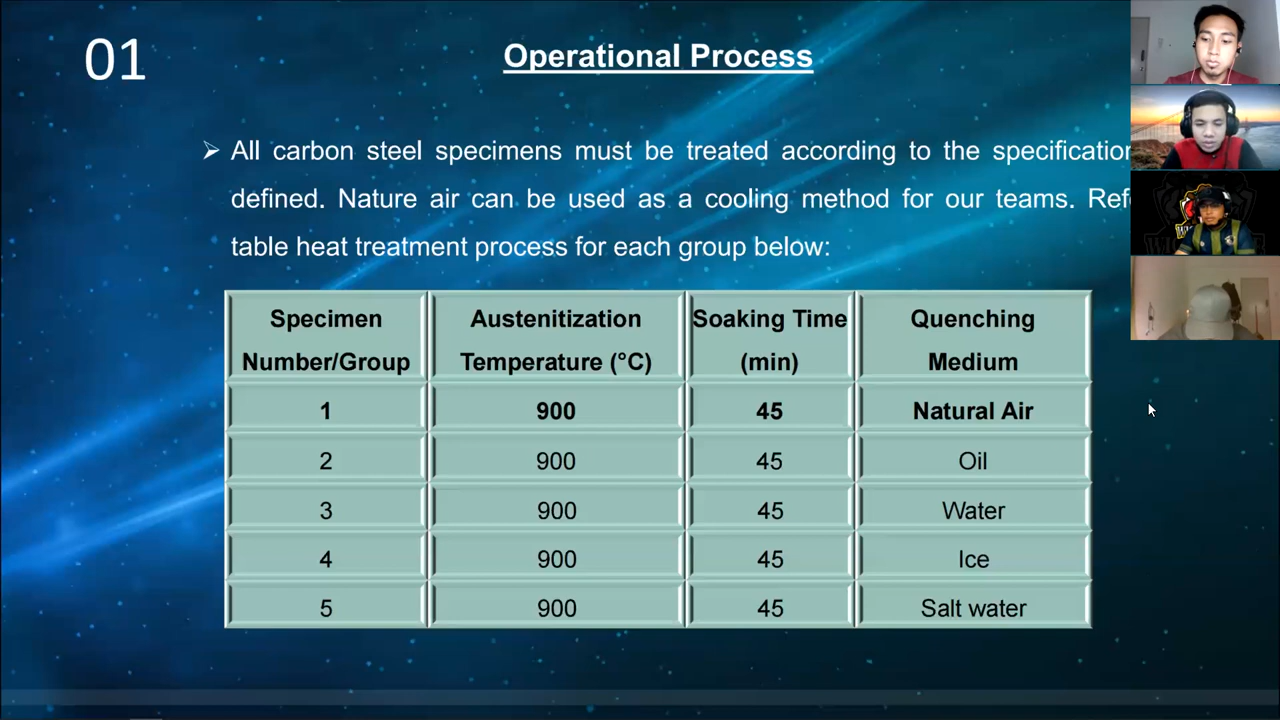 01
Operational Process
All carbon steel specimens must be treated according to the specification
defined. Nature air can be used as a cooling method for our teams.
table heat treatment process for each group below:
Specimen Number/Group Austenitization Temperature (°C) Soaking Time (min) Quenching Medium
1 900 45 Natural Air
2 900 45 Oil
3 900 45 Water
4 900 45 Ice
5 900 45 Salt water